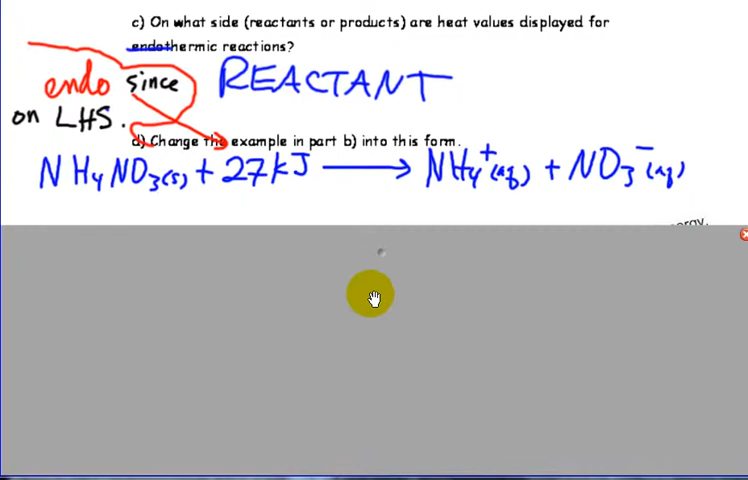 c) On what side (reactants or products) are heat values displayed for
endothermic reactions?
endo since
on LHS.
REACTANT
d) Change the example in part b) into this form.
NH₄NO₃(s) + 27kJ → NH₄⁺(aq) + NO₃⁻(aq)